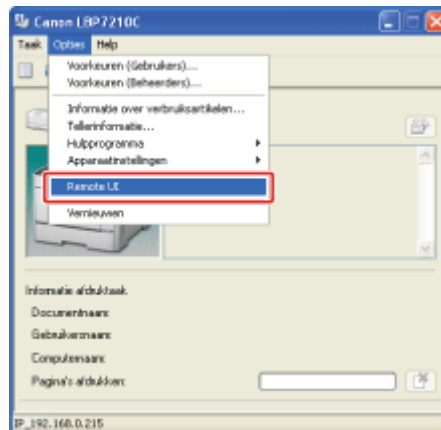 Canon LBP7210C
Taak Opties Help
Voorkeuren (Gebruikers)...
Voorkeuren (Beheerders)...
Informatie over verbruiksartikelen...
Tellerinformatie...
Hulpprogramma
Apparaatinstellingen
Remote UI
Vernieuwen
Informatie afdruktaak
Documentnaam:
Gebruikersnaam:
Computernaam:
Pagina's afdrukken:
IP_192.168.0.215